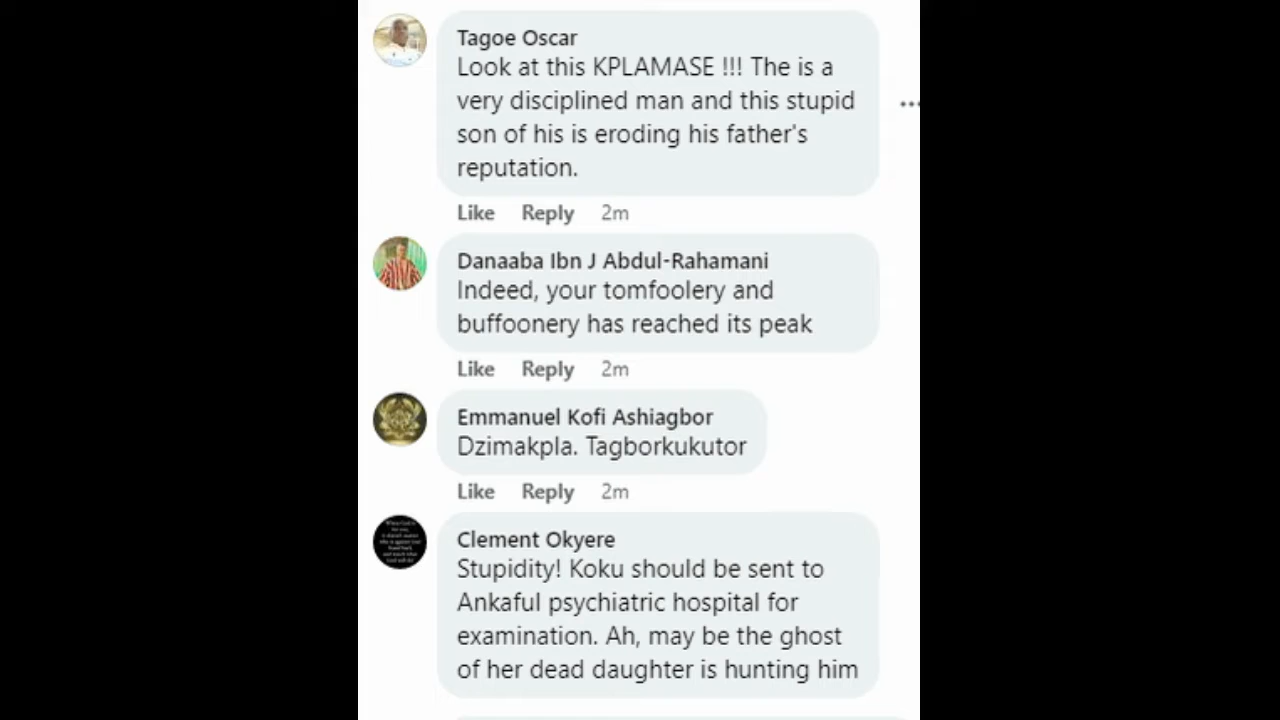 Tagoe Oscar
Look at this KPLAMASE !!! The is a
very disciplined man and this stupid
son of his is eroding his father's
reputation.
Like Reply 2m
Danaaba Ibn J Abdul-Rahamani
Indeed, your tomfoolery and
buffoonery has reached its peak
Like Reply 2m
Emmanuel Kofi Ashiagbor
Dzimakpla. Tagborkukutor
Like Reply 2m
Clement Okyere
Stupidity! Koku should be sent to
Ankaful psychiatric hospital for
examination. Ah, may be the ghost
of her dead daughter is hunting him